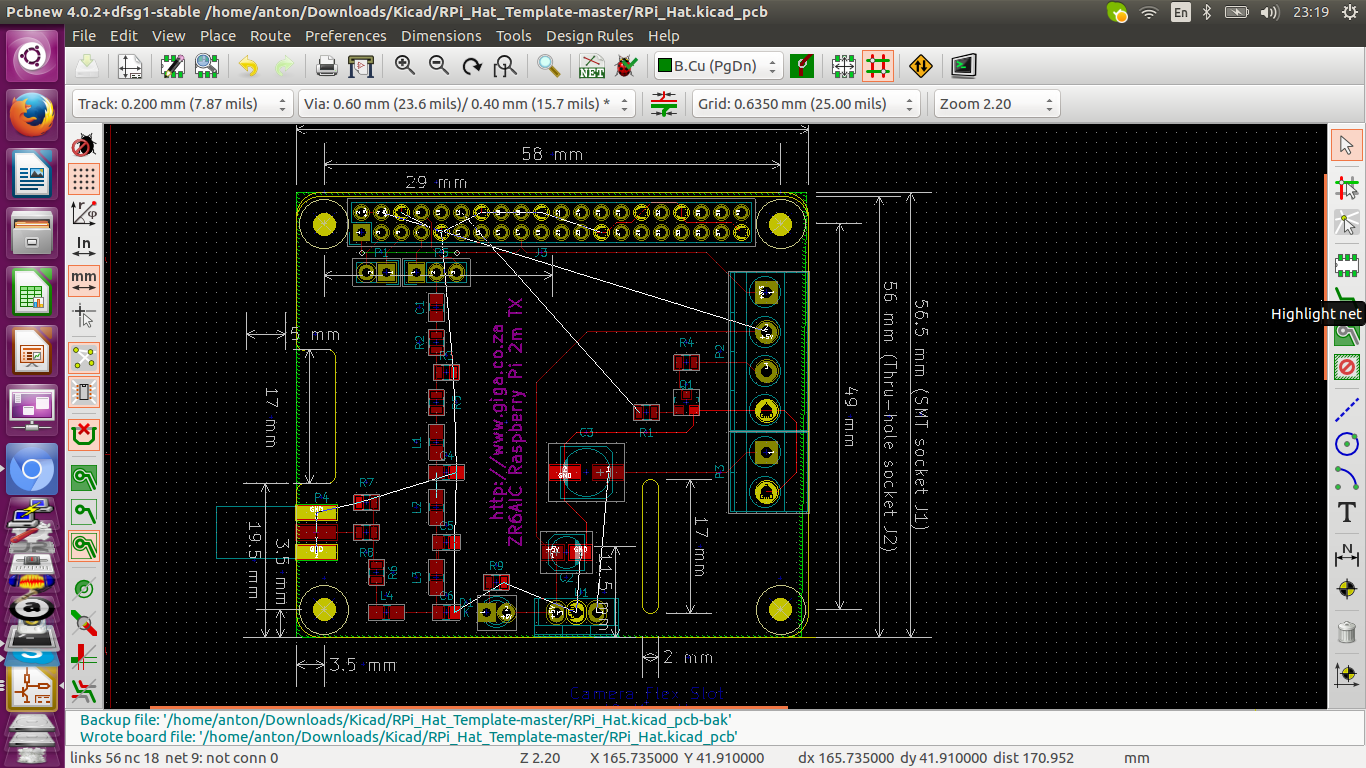 Pcbnew 4.0.2+dfsg1-stable /home/anton/Downloads/Kicad/RPi_Hat_Template-master/RPi_Hat.kicad_pcb
En
23:19
File Edit View Place Route Preferences Dimensions Tools Design Rules Help
NET
B.Cu (PgDn)
Track: 0.200 mm (7.87 mils)
Via: 0.60 mm (23.6 mils)/ 0.40 mm (15.7 mils) *
Grid: 0.6350 mm (25.00 mils)
Zoom 2.20
In
mm
58 mm
29 mm
P1
J3
C1
R2
5 mm
17 mm
L1
L2
L3
P4
GND
GND
R7
R8
R6
L4
19.5 mm
3.5 mm
3.5 mm
http://www.giga.co.za
ZR6AIC Raspberry Pi 2m TX
R4
Q1
R1
P2
P3
C3
GND
+5V
GND
C2
R9
17 mm
11.5 mm
2 mm
49 mm
56 mm (Thru-hole socket J2)
56.5 mm (SMT socket J1)
Camera Flex Slot
Highlight net
T
N
Backup file: '/home/anton/Downloads/Kicad/RPi_Hat_Template-master/RPi_Hat.kicad_pcb-bak'
Wrote board file: '/home/anton/Downloads/Kicad/RPi_Hat_Template-master/RPi_Hat.kicad_pcb'
links 56 nc 18 net 9: not conn 0
Z 2.20
X 165.735000 Y 41.910000
dx 165.735000 dy 41.910000 dist 170.952
mm